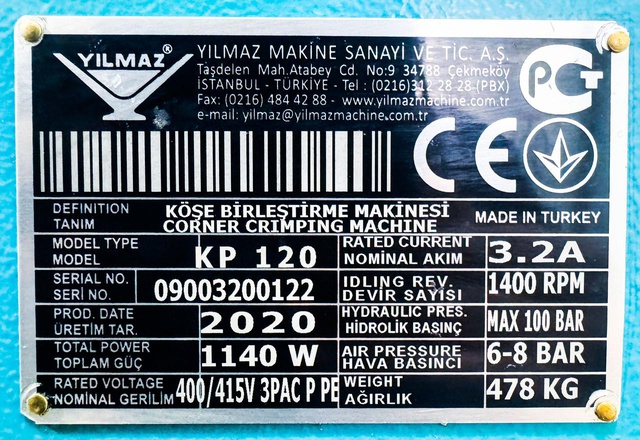 YILMAZ®
YILMAZ MAKİNE SANAYİ VE TİC. A.Ş.
Taşdelen Mah.Atabey Cd. No:9 34788 Çekmeköy
İSTANBUL - TÜRKİYE - Tel : (0216)312 28 28(PBX)
Fax: (0216) 484 42 88 - www.yilmazmachine.com.tr
e-mail: yilmaz@yilmazmachine.com.tr
PCT
CE
DEFINITION
TANIM
KÖŞE BİRLEŞTİRME MAKİNESİ
CORNER CRIMPING MACHINE
MADE IN TURKEY
MODEL TYPE
MODEL
KP 120
RATED CURRENT
NOMİNAL AKIM
3.2A
SERIAL NO.
SERİ NO.
09003200122
IDLING REV.
DEVİR SAYISI
1400 RPM
PROD. DATE
ÜRETİM TAR.
2020
HYDRAULIC PRES.
HİDROLİK BASINÇ
MAX 100 BAR
TOTAL POWER
TOPLAM GÜÇ
1140 W
AIR PRESSURE
HAVA BASINCI
6-8 BAR
RATED VOLTAGE
NOMİNAL GERİLİM
400/415V 3PAC P PE
WEIGHT
AĞIRLIK
478 KG